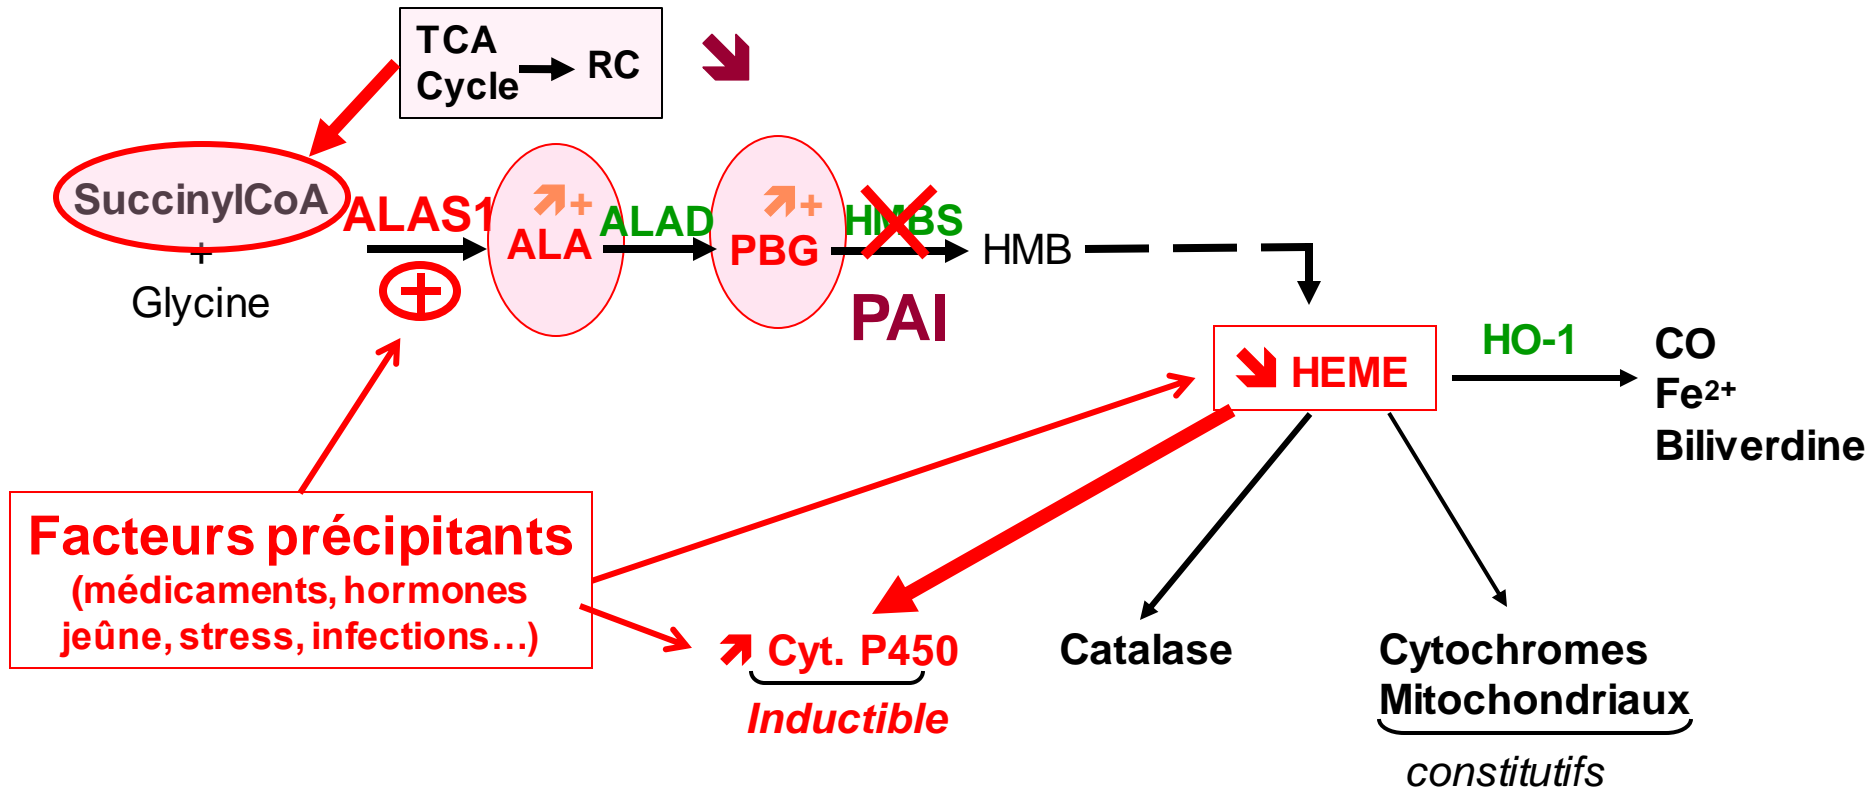 TCA
Cycle
RC
SuccinylCoA
+
Glycine
ALAS1
+
+
ALA
ALAD
+
PBG
HMBS
PAI
HMB
HEME
HO-1
CO
Fe2+
Biliverdine
Facteurs précipitants
(médicaments, hormones
jeûne, stress, infections…)
Cyt. P450
Inductible
Catalase
Cytochromes
Mitochondriaux
constitutifs